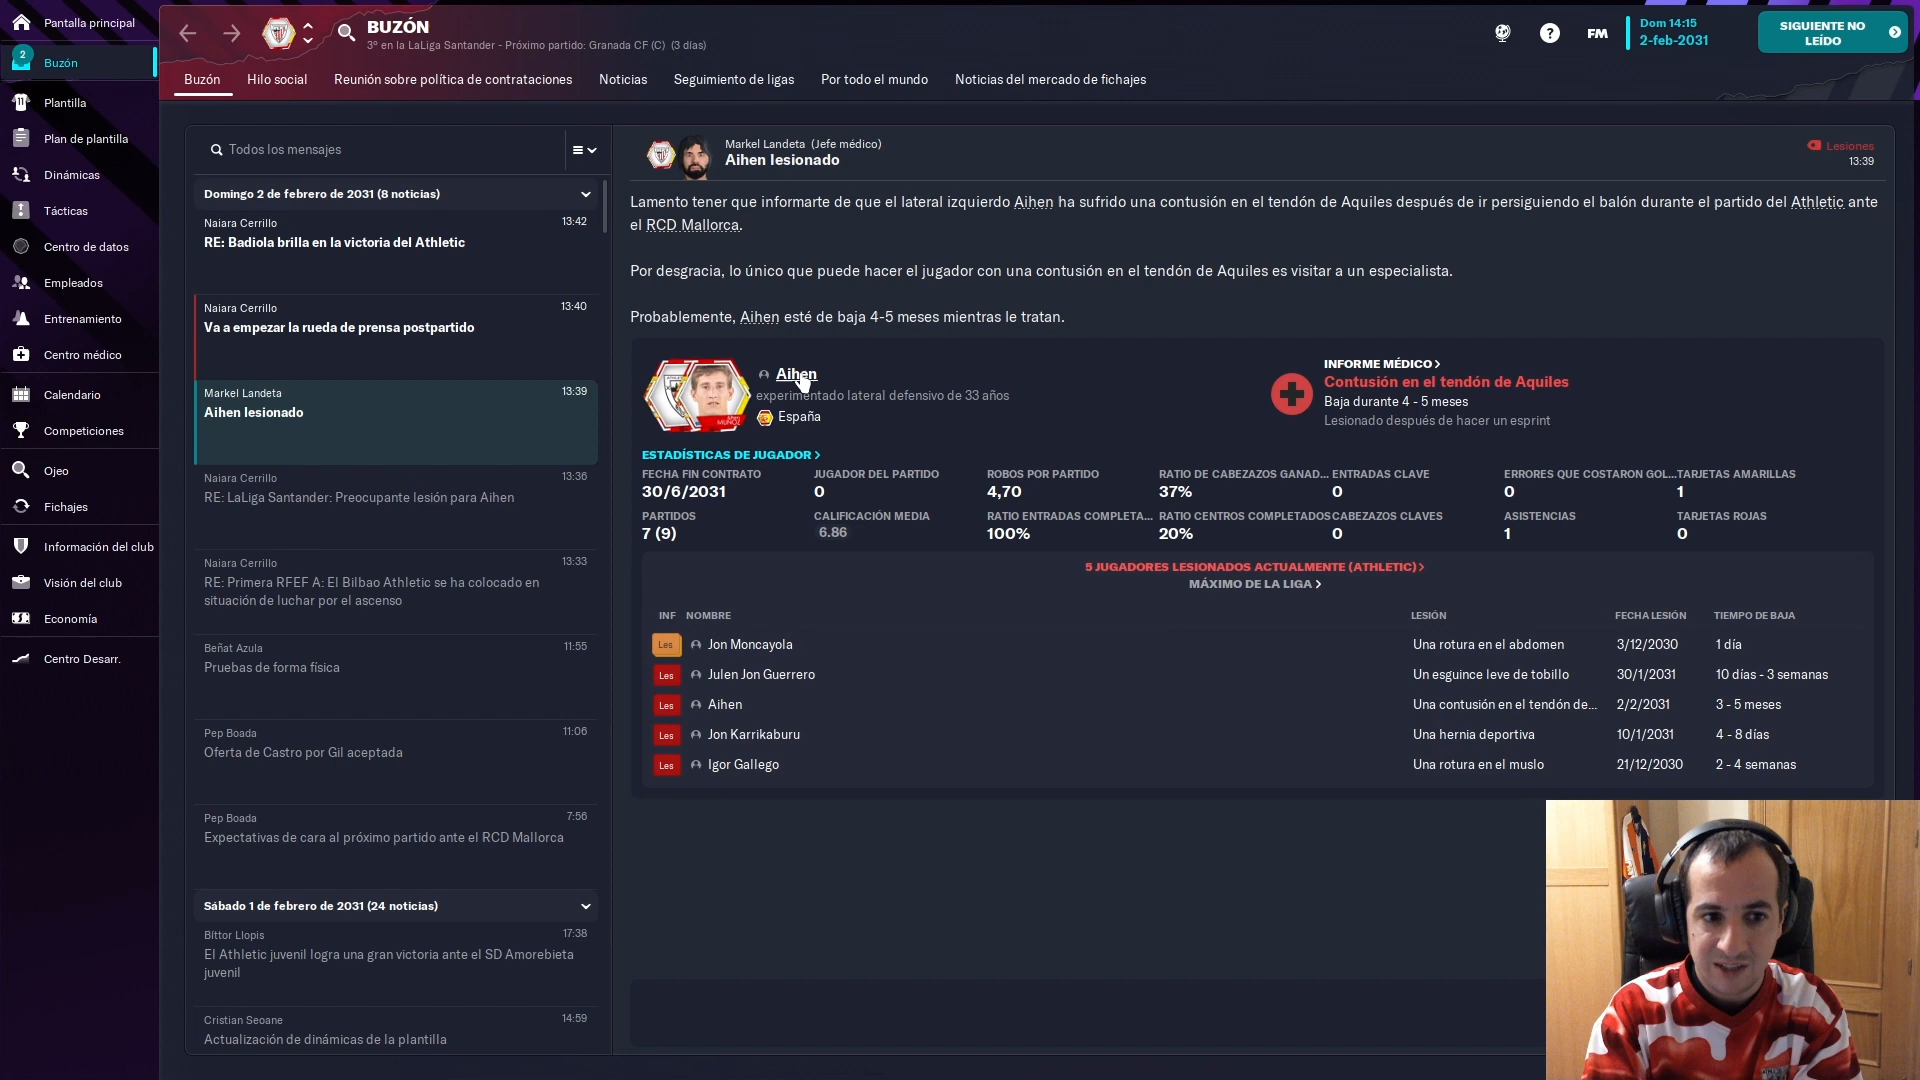 Pantalla principal
2
Buzón
Plantilla
Plan de plantilla
Dinámicas
Tácticas
Centro de datos
Empleados
Entrenamiento
Centro médico
Calendario
Competiciones
Ojeo
Fichajes
Información del club
Visión del club
Economía
Centro Desarr.
BUZÓN
3º en la LaLiga Santander - Próximo partido: Granada CF (C) (3 días)
FM
Dom 14:15
2-feb-2031
SIGUIENTE NO LEÍDO
Buzón Hilo social Reunión sobre política de contrataciones Noticias Seguimiento de ligas Por todo el mundo Noticias del mercado de fichajes
Todos los mensajes
Domingo 2 de febrero de 2031 (8 noticias)
Naiara Cerrillo 13:42
RE: Badiola brilla en la victoria del Athletic
Naiara Cerrillo 13:40
Va a empezar la rueda de prensa postpartido
Markel Landeta 13:39
Aihen lesionado
Naiara Cerrillo 13:36
RE: LaLiga Santander: Preocupante lesión para Aihen
Naiara Cerrillo 13:33
RE: Primera RFEF A: El Bilbao Athletic se ha colocado en
situación de luchar por el ascenso
Beñat Azula 11:55
Pruebas de forma física
Pep Boada 11:06
Oferta de Castro por Gil aceptada
Pep Boada 7:56
Expectativas de cara al próximo partido ante el RCD Mallorca
Sábado 1 de febrero de 2031 (24 noticias)
Bittor Llopis 17:38
El Athletic juvenil logra una gran victoria ante el SD Amorebieta
juvenil
Cristian Seoane 14:59
Actualización de dinámicas de la plantilla
Markel Landeta (Jefe médico)
Aihen lesionado
Lesiones
13:39
Lamento tener que informarte de que el lateral izquierdo Aihen ha sufrido una contusión en el tendón de Aquiles después de ir persiguiendo el balón durante el partido del Athletic ante
el RCD Mallorca.
Por desgracia, lo único que puede hacer el jugador con una contusión en el tendón de Aquiles es visitar a un especialista.
Probablemente, Aihen esté de baja 4-5 meses mientras le tratan.
Aihen
experimentado lateral defensivo de 33 años
España
MUÑOZ
INFORME MÉDICO
Contusión en el tendón de Aquiles
Baja durante 4 - 5 meses
Lesionado después de hacer un esprint
ESTADÍSTICAS DE JUGADOR
FECHA FIN CONTRATO JUGADOR DEL PARTIDO ROBOS POR PARTIDO RATIO DE CABEZAZOS GANAD... ENTRADAS CLAVE ERRORES QUE COSTARON GOL... TARJETAS AMARILLAS
30/6/2031 0 4,70 37% 0 0 1
PARTIDOS CALIFICACIÓN MEDIA RATIO ENTRADAS COMPLETA... RATIO CENTROS COMPLETADOS CABEZAZOS CLAVES ASISTENCIAS TARJETAS ROJAS
7 (9) 6.86 100% 20% 0 1 0
5 JUGADORES LESIONADOS ACTUALMENTE (ATHLETIC)
MÁXIMO DE LA LIGA
INF NOMBRE LESIÓN FECHA LESIÓN TIEMPO DE BAJA
Les Jon Moncayola Una rotura en el abdomen 3/12/2030 1 día
Les Julen Jon Guerrero Un esguince leve de tobillo 30/1/2031 10 días - 3 semanas
Les Aihen Una contusión en el tendón de... 2/2/2031 3 - 5 meses
Les Jon Karrikaburu Una hernia deportiva 10/1/2031 4 - 8 días
Les Igor Gallego Una rotura en el muslo 21/12/2030 2 - 4 semanas